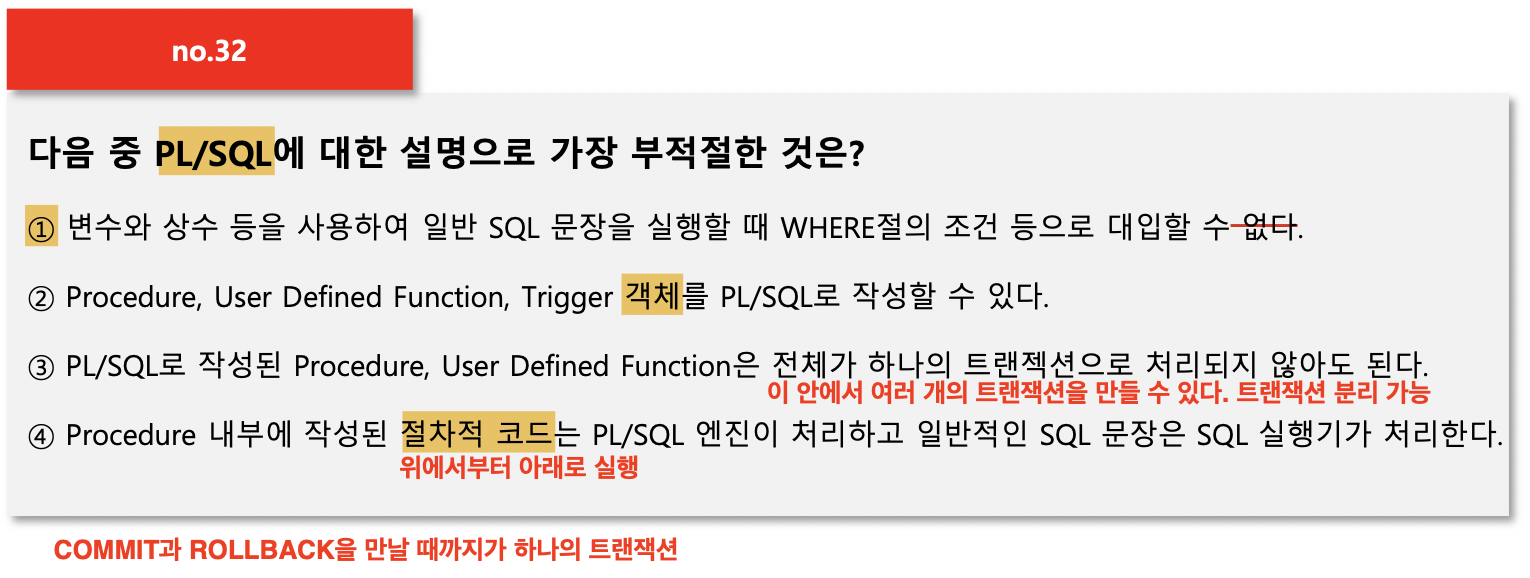 no.32
다음 중 PL/SQL에 대한 설명으로 가장 부적절한 것은?
① 변수와 상수 등을 사용하여 일반 SQL 문장을 실행할 때 WHERE절의 조건 등으로 대입할 수 없다.
② Procedure, User Defined Function, Trigger 객체를 PL/SQL로 작성할 수 있다.
③ PL/SQL로 작성된 Procedure, User Defined Function은 전체가 하나의 트랜젝션으로 처리되지 않아도 된다.
이 안에서 여러 개의 트랜잭션을 만들 수 있다. 트랜잭션 분리 가능
④ Procedure 내부에 작성된 절차적 코드는 PL/SQL 엔진이 처리하고 일반적인 SQL 문장은 SQL 실행기가 처리한다.
위에서부터 아래로 실행
COMMIT과 ROLLBACK을 만날 때까지가 하나의 트랜잭션